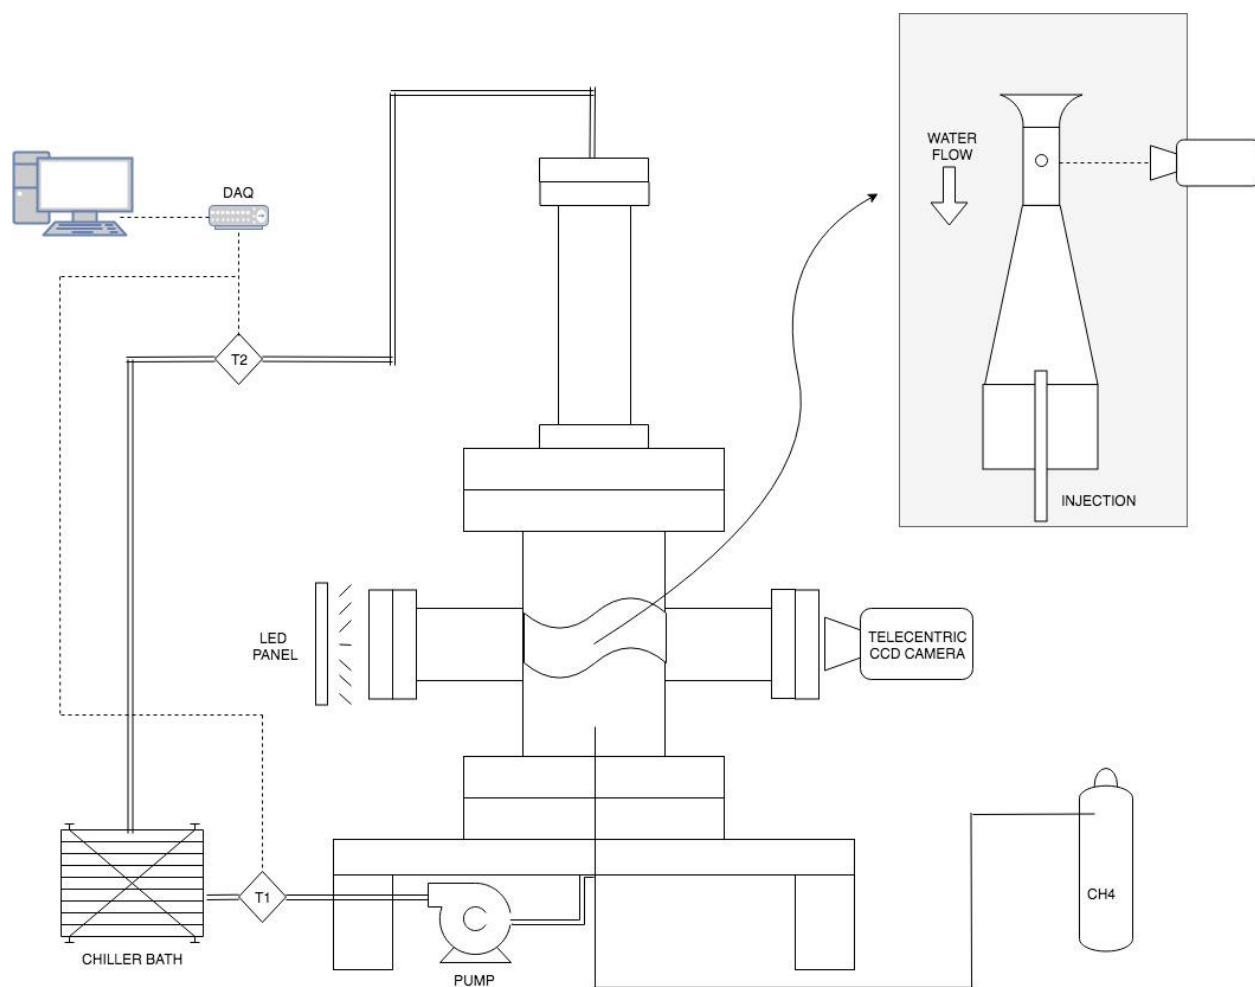 WATER
FLOW
DAQ
T2
INJECTION
LED
PANEL
TELECENTRIC
CCD CAMERA
T1
CH4
CHILLER BATH
PUMP